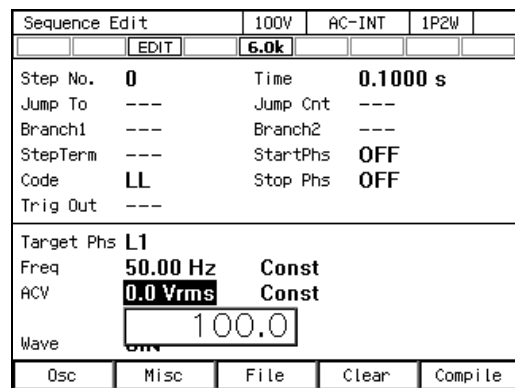 Sequence Edit 100V AC-INT 1P2W
EDIT 6.0k
Step No. 0 Time 0.1000 s
Jump To --- Jump Cnt ---
Branch1 --- Branch2 ---
StepTerm --- StartPhs OFF
Code LL Stop Phs OFF
Trig Out ---
Target Phs L1
Freq 50.00 Hz Const
ACV 0.0 Vrms Const
100.0
Wave SIN
Osc Misc File Clear Compile